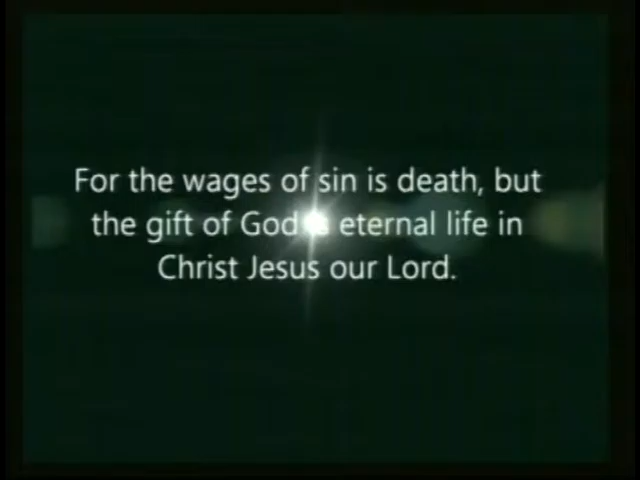 For the wages of sin is death, but
the gift of God is eternal life in
Christ Jesus our Lord.